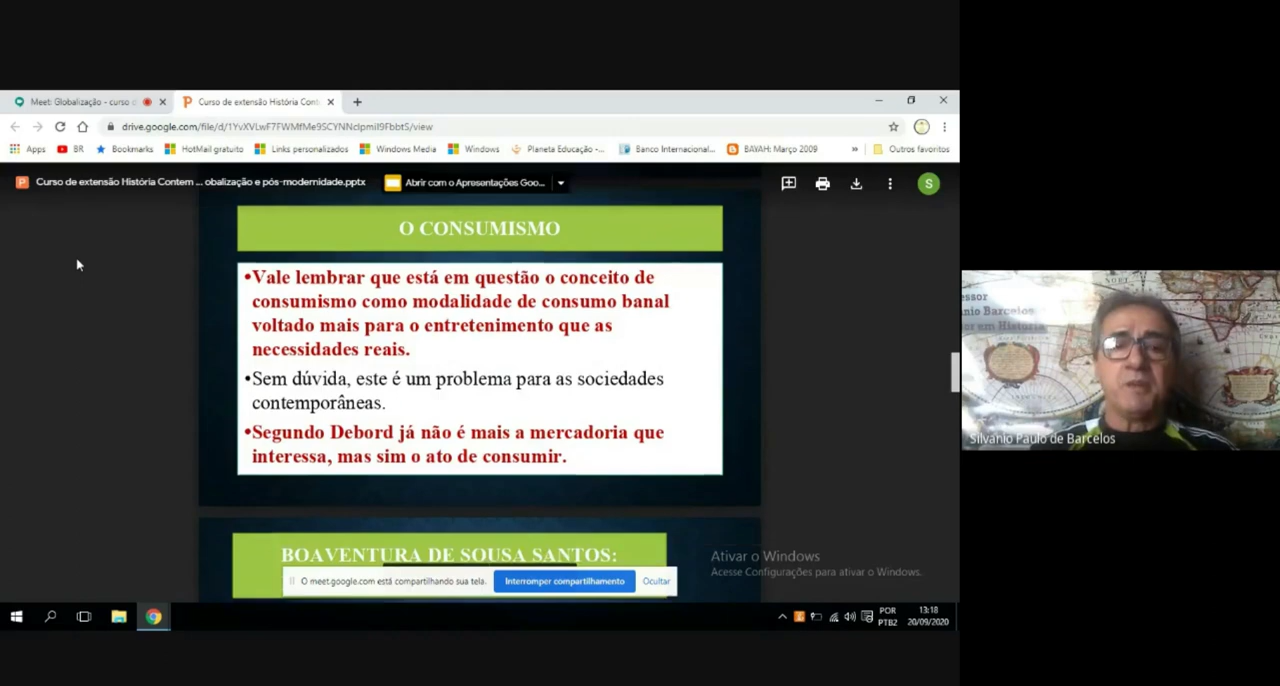 Meet: Globalização - curso d
Curso de extensão História Cont
drive.google.com/file/d/1YvXVLwF7FWMfMe9SCYNNcIpmiI9FbbtS/view
Apps BR Bookmarks HotMail gratuito Links personalizados Windows Media Windows Planeta Educação -... Banco Internacional... BAYAH: Março 2009 » Outros favoritos
Curso de extensão História Contem ... obalização e pós-modernidade.pptx Abrir com o Apresentações Goo... S
O CONSUMISMO
•Vale lembrar que está em questão o conceito de
consumismo como modalidade de consumo banal
voltado mais para o entretenimento que as
necessidades reais.
•Sem dúvida, este é um problema para as sociedades
contemporâneas.
•Segundo Debord já não é mais a mercadoria que
interessa, mas sim o ato de consumir.
BOAVENTURA DE SOUSA SANTOS:
O meet.google.com está compartilhando sua tela. Interromper compartilhamento Ocultar
Ativar o Windows
Acesse Configurações para ativar o Windows.
POR 13:18
PTB2 20/09/2020
Silvanio Paulo de Barcelos